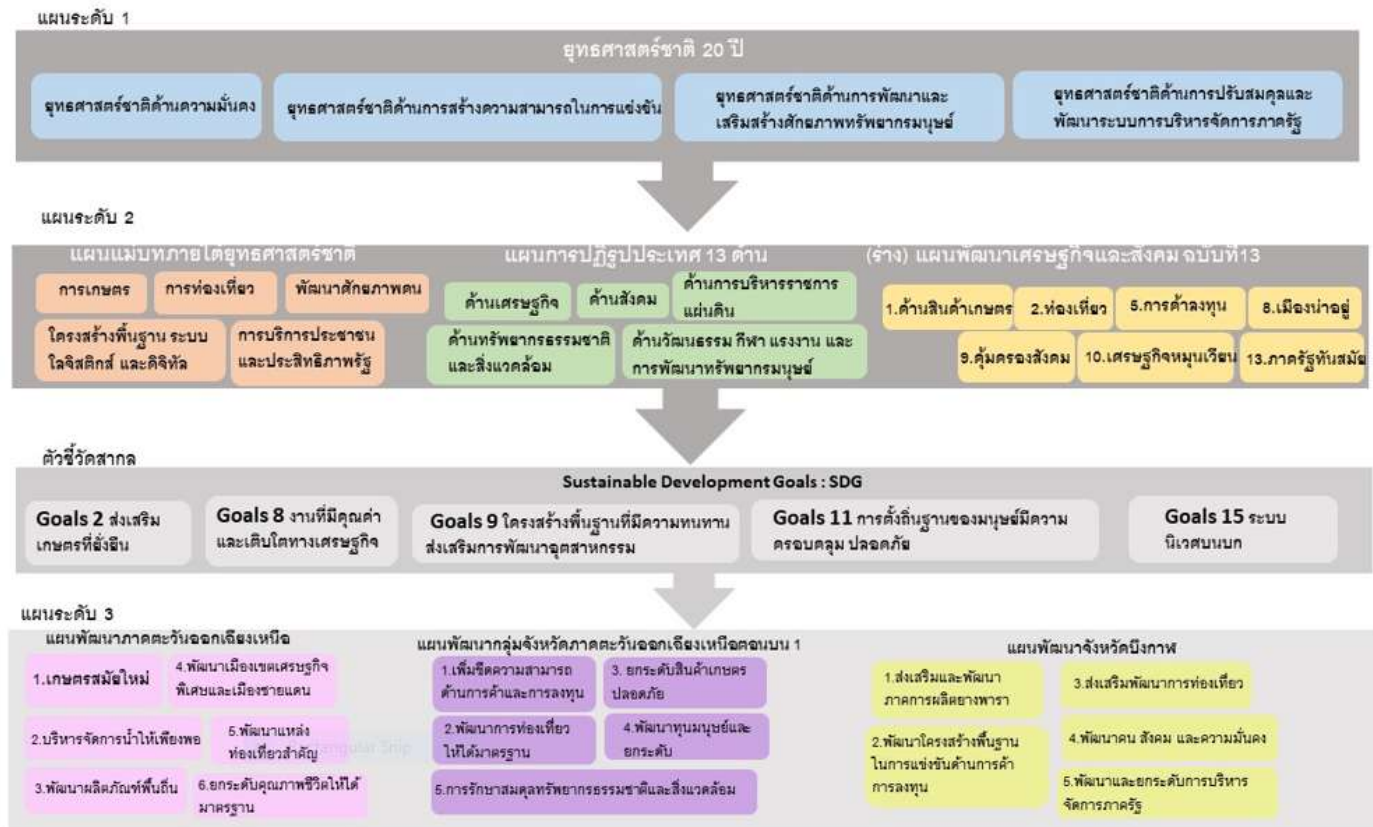 แผนระดับ 1
ยุทธศาสตร์ชาติ 20 ปี
ยุทธศาสตร์ชาติด้านความมั่นคง
ยุทธศาสตร์ชาติด้านการสร้างความสามารถในการแข่งขัน
ยุทธศาสตร์ชาติด้านการพัฒนาและ
เสริมสร้างศักยภาพทรัพยากรมนุษย์
ยุทธศาสตร์ชาติด้านการปรับสมดุลและ
พัฒนาระบบการบริหารจัดการภาครัฐ
แผนระดับ 2
แผนแม่บทภายใต้ยุทธศาสตร์ชาติ
การเกษตร
การท่องเที่ยว
พัฒนาศักยภาพคน
โครงสร้างพื้นฐาน ระบบ
โลจิสติกส์ และดิจิทัล
การบริการประชาชน
และประสิทธิภาพรัฐ
แผนการปฏิรูปประเทศ 13 ด้าน
ด้านเศรษฐกิจ
ด้านสังคม
ด้านการบริหารราชการ
แผ่นดิน
ด้านทรัพยากรธรรมชาติ
และสิ่งแวดล้อม
ด้านวัฒนธรรม กีฬา แรงงาน และ
การพัฒนาทรัพยากรมนุษย์
(ร่าง) แผนพัฒนาเศรษฐกิจและสังคม ฉบับที่13
1.ด้านสินค้าเกษตร
2.ท่องเที่ยว
5.การค้าลงทุน
8.เมืองน่าอยู่
9.คุ้มครองสังคม
10.เศรษฐกิจหมุนเวียน
13.ภาครัฐทันสมัย
ตัวชี้วัดสากล
Sustainable Development Goals : SDG
Goals 2 ส่งเสริม
เกษตรที่ยั่งยืน
Goals 8 งานที่มีคุณค่า
และเติบโตทางเศรษฐกิจ
Goals 9 โครงสร้างพื้นฐานที่มีความทนทาน
ส่งเสริมการพัฒนาอุตสาหกรรม
Goals 11 การตั้งถิ่นฐานของมนุษย์มีความ
ครอบคลุม ปลอดภัย
Goals 15 ระบบ
นิเวศบนบก
แผนระดับ 3
แผนพัฒนาภาคตะวันออกเฉียงเหนือ
1.เกษตรสมัยใหม่
4.พัฒนาเมืองเขตเศรษฐกิจ
พิเศษและเมืองชายแดน
2.บริหารจัดการน้ำให้เพียงพอ
5.พัฒนาแหล่ง
ท่องเที่ยวสำคัญ
3.พัฒนาผลิตภัณฑ์พื้นถิ่น
6.ยกระดับคุณภาพชีวิตให้ได้
มาตรฐาน
แผนพัฒนากลุ่มจังหวัดภาคตะวันออกเฉียงเหนือตอนบน 1
1.เพิ่มขีดความสามารถ
ด้านการค้าและการลงทุน
3. ยกระดับสินค้าเกษตร
ปลอดภัย
2.พัฒนาการท่องเที่ยว
ให้ได้มาตรฐาน
4.พัฒนาทุนมนุษย์และ
ยกระดับ
5.การรักษาสมดุลทรัพยากรธรรมชาติและสิ่งแวดล้อม
แผนพัฒนาจังหวัดบึงกาฬ
1.ส่งเสริมและพัฒนา
ภาคการผลิตยางพารา
3.ส่งเสริมพัฒนาการท่องเที่ยว
2.พัฒนาโครงสร้างพื้นฐาน
ในการแข่งขันด้านการค้า
การลงทุน
4.พัฒนาคน สังคม และความมั่นคง
5.พัฒนาและยกระดับการบริหาร
จัดการภาครัฐ